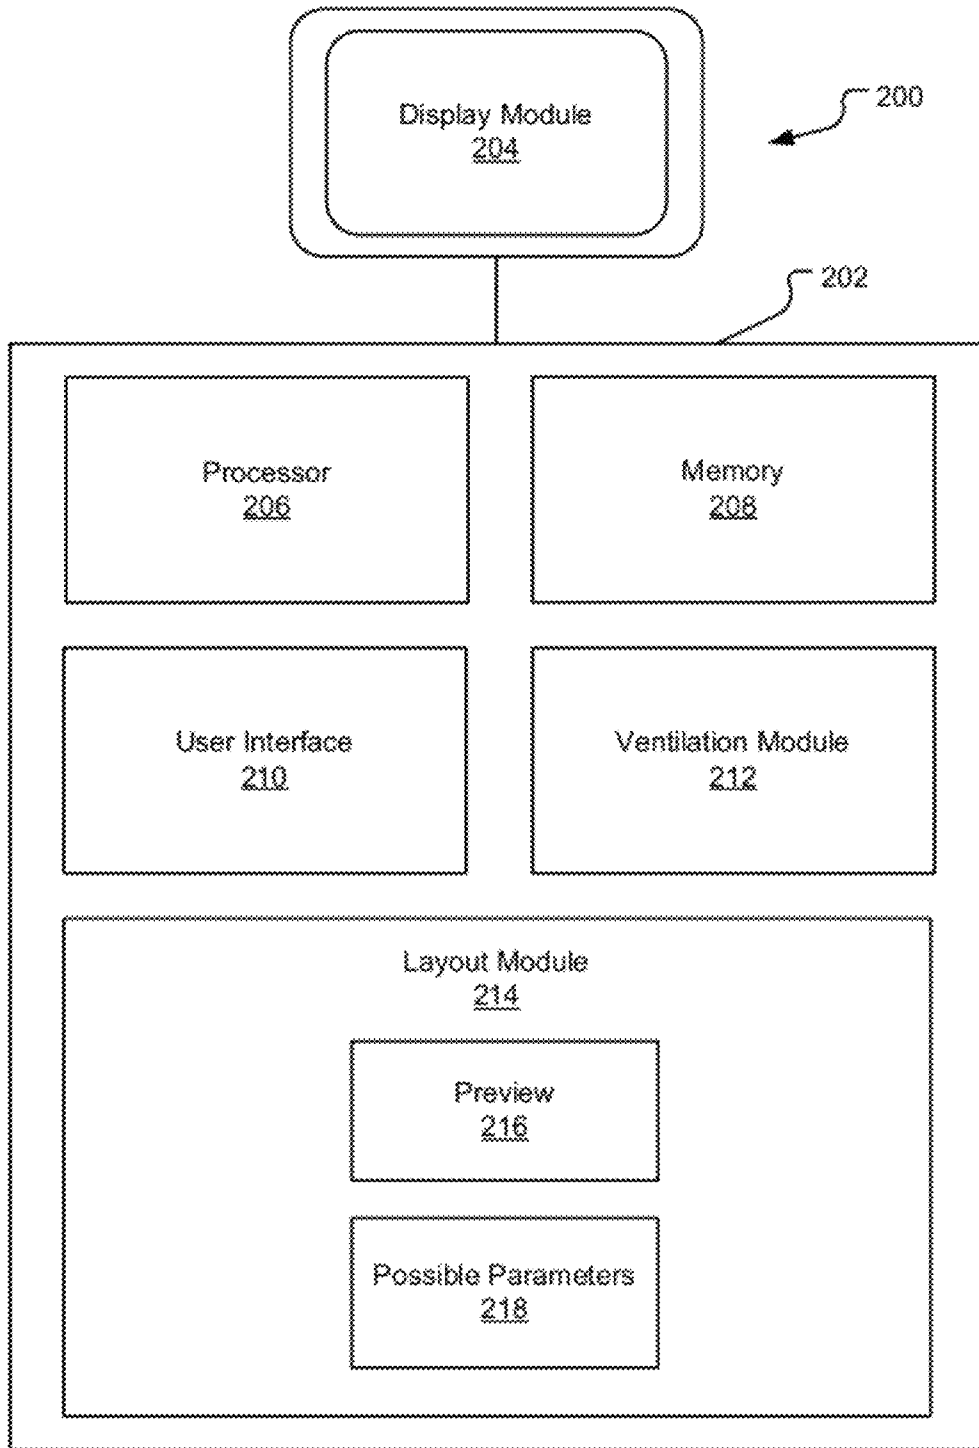 Display Module
204
200
202
Processor
206
Memory
208
User Interface
210
Ventilation Module
212
Layout Module
214
Preview
216
Possible Parameters
218